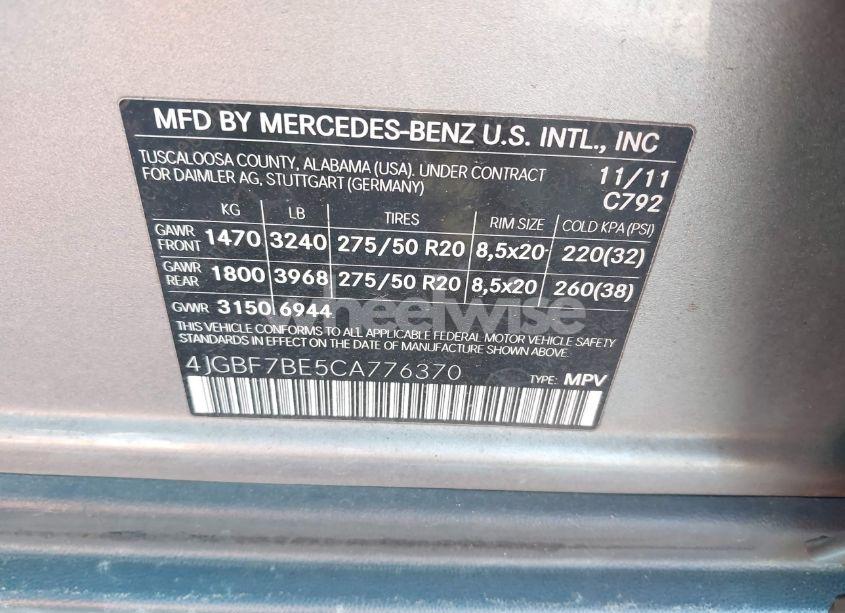 MFD BY MERCEDES-BENZ U.S. INTL., INC
TUSCALOOSA COUNTY, ALABAMA (USA). UNDER CONTRACT 11/11
FOR DAIMLER AG, STUTTGART (GERMANY) C792
KG LB TIRES RIM SIZE COLD KPA (PSI)
GAWR FRONT 1470 3240 275/50 R20 8,5x20 220(32)
GAWR REAR 1800 3968 275/50 R20 8,5x20 260(38)
GVWR 3150 6944
wheelwise
THIS VEHICLE CONFORMS TO ALL APPLICABLE FEDERAL MOTOR VEHICLE SAFETY
STANDARDS IN EFFECT ON THE DATE OF MANUFACTURE SHOWN ABOVE.
4JGBF7BE5CA776370 TYPE: MPV